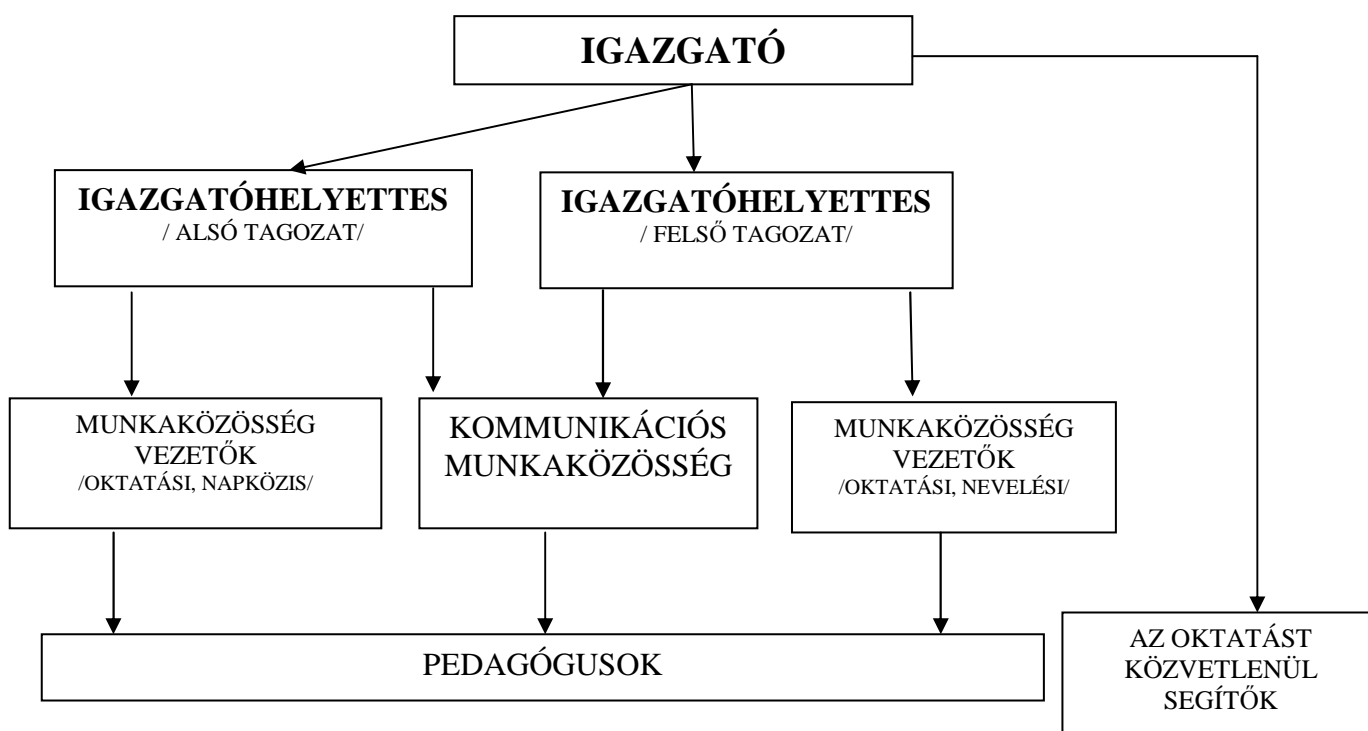 IGAZGATÓ
IGAZGATÓHELYETTES
/ ALSÓ TAGOZAT/
IGAZGATÓHELYETTES
/ FELSŐ TAGOZAT/
MUNKAKÖZÖSSÉG
VEZETŐK
/OKTATÁSI, NAPKÖZIS/
KOMMUNIKÁCIÓS
MUNKAKÖZÖSSÉG
MUNKAKÖZÖSSÉG
VEZETŐK
/OKTATÁSI, NEVELÉSI/
PEDAGÓGUSOK
AZ OKTATÁST
KÖZVETLENÜL
SEGÍTŐK